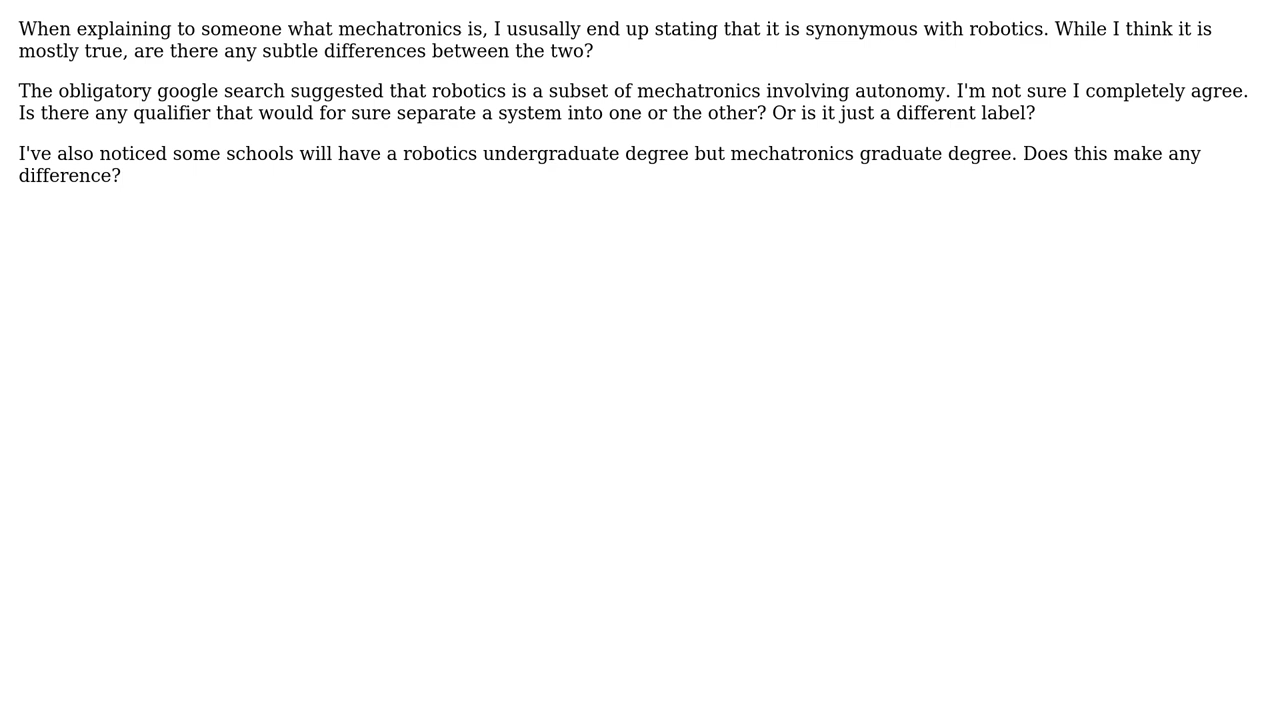 When explaining to someone what mechatronics is, I ususally end up stating that it is synonymous with robotics. While I think it is
mostly true, are there any subtle differences between the two?
The obligatory google search suggested that robotics is a subset of mechatronics involving autonomy. I'm not sure I completely agree.
Is there any qualifier that would for sure separate a system into one or the other? Or is it just a different label?
I've also noticed some schools will have a robotics undergraduate degree but mechatronics graduate degree. Does this make any
difference?